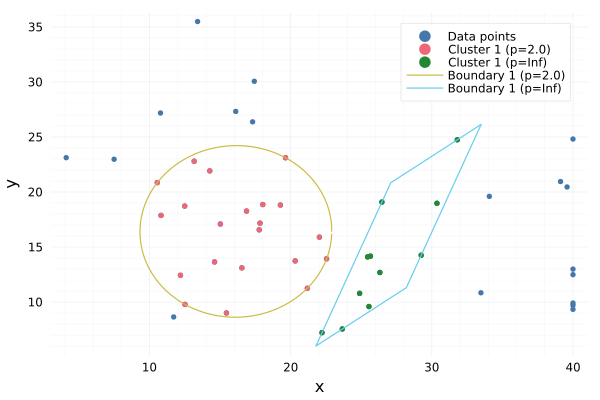 35
30
25
20
15
10
y
10
20
30
40
x
Data points
Cluster 1 (p=2.0)
Cluster 1 (p=Inf)
Boundary 1 (p=2.0)
Boundary 1 (p=Inf)